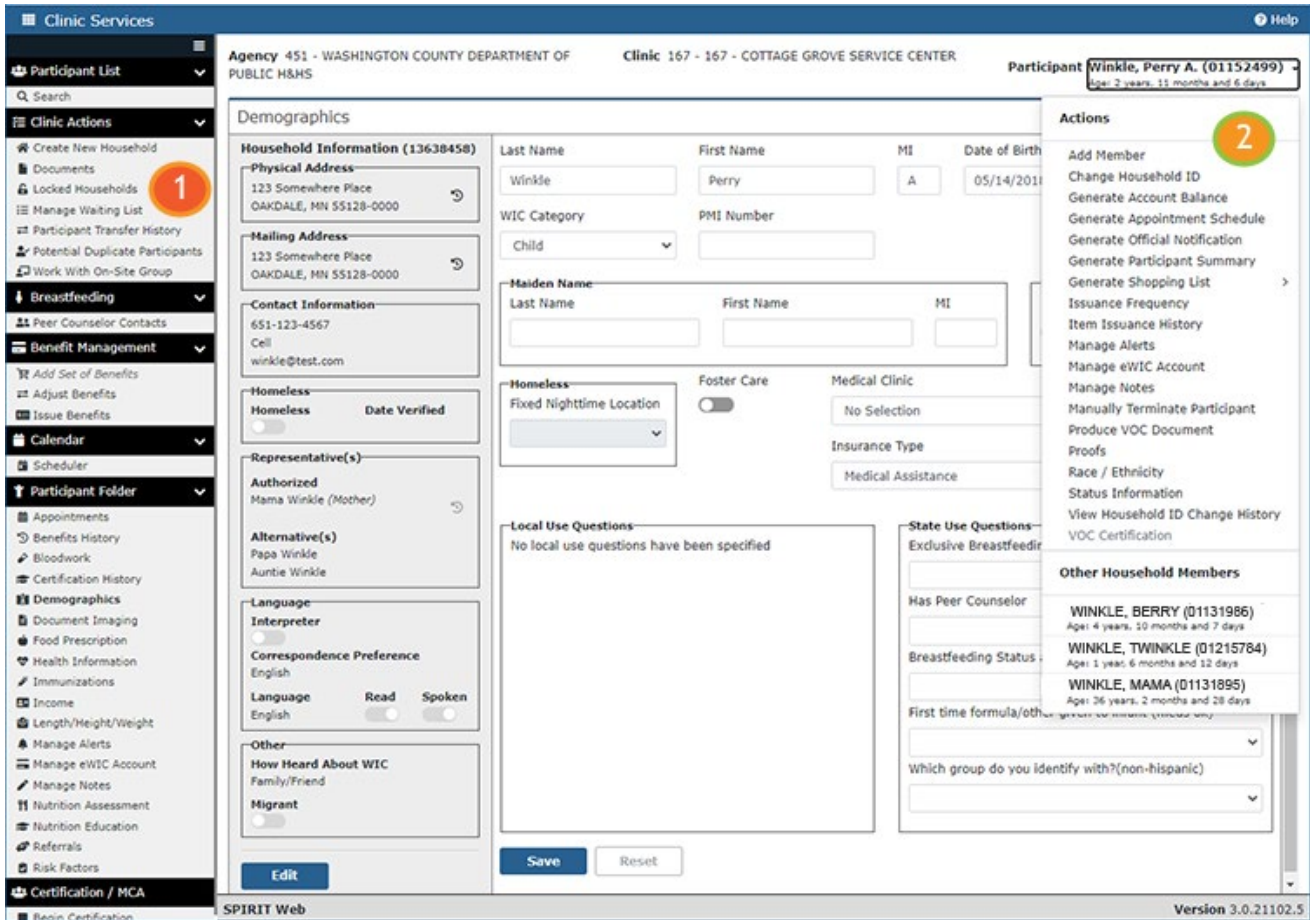 Clinic Services
Help
Participant List
Search
Clinic Actions
Create New Household
Documents
Locked Households
Manage Waiting List
Participant Transfer History
Potential Duplicate Participants
Work With On-Site Group
1
Breastfeeding
Peer Counselor Contacts
Benefit Management
Add Set of Benefits
Adjust Benefits
Issue Benefits
Calendar
Scheduler
Participant Folder
Appointments
Benefits History
Bloodwork
Certification History
Demographics
Document Imaging
Food Prescription
Health Information
Immunizations
Income
Length/Height/Weight
Manage Alerts
Manage eWIC Account
Manage Notes
Nutrition Assessment
Nutrition Education
Referrals
Risk Factors
Certification / MCA
Begin Certification
Agency 451 - WASHINGTON COUNTY DEPARTMENT OF
PUBLIC H&HS
Clinic 167 - 167 - COTTAGE GROVE SERVICE CENTER
Participant Winkle, Perry A. (01152499)
Age: 2 years, 11 months and 6 days
Demographics
Household Information (13638458)
Physical Address
123 Somewhere Place
OAKDALE, MN 55128-0000
Mailing Address
123 Somewhere Place
OAKDALE, MN 55128-0000
Contact Information
651-123-4567
Cell
winkle@test.com
Homeless
Homeless Date Verified
Representative(s)
Authorized
Mama Winkle (Mother)
Alternative(s)
Papa Winkle
Auntie Winkle
Language
Interpreter
Correspondence Preference
English
Language Read Spoken
English
Other
How Heard About WIC
Family/Friend
Migrant
Edit
Last Name First Name MI Date of Birth
Winkle Perry A 05/14/2018
WIC Category PMI Number
Child
Maiden Name
Last Name First Name MI
Homeless
Fixed Nighttime Location
Foster Care
Medical Clinic
No Selection
Insurance Type
Medical Assistance
Local Use Questions
No local use questions have been specified
State Use Questions
Exclusive Breastfeedin
Has Peer Counselor
Breastfeeding Status
First time formula/other given to infant
Which group do you identify with?(non-hispanic)
Save Reset
Actions
2
Add Member
Change Household ID
Generate Account Balance
Generate Appointment Schedule
Generate Official Notification
Generate Participant Summary
Generate Shopping List
Issuance Frequency
Item Issuance History
Manage Alerts
Manage eWIC Account
Manage Notes
Manually Terminate Participant
Produce VOC Document
Proofs
Race / Ethnicity
Status Information
View Household ID Change History
VOC Certification
Other Household Members
WINKLE, BERRY (01131986)
Age: 4 years, 10 months and 7 days
WINKLE, TWINKLE (01215784)
Age: 1 year, 6 months and 12 days
WINKLE, MAMA (01131895)
Age: 36 years, 2 months and 28 days
SPIRIT Web
Version 3.0.21102.5